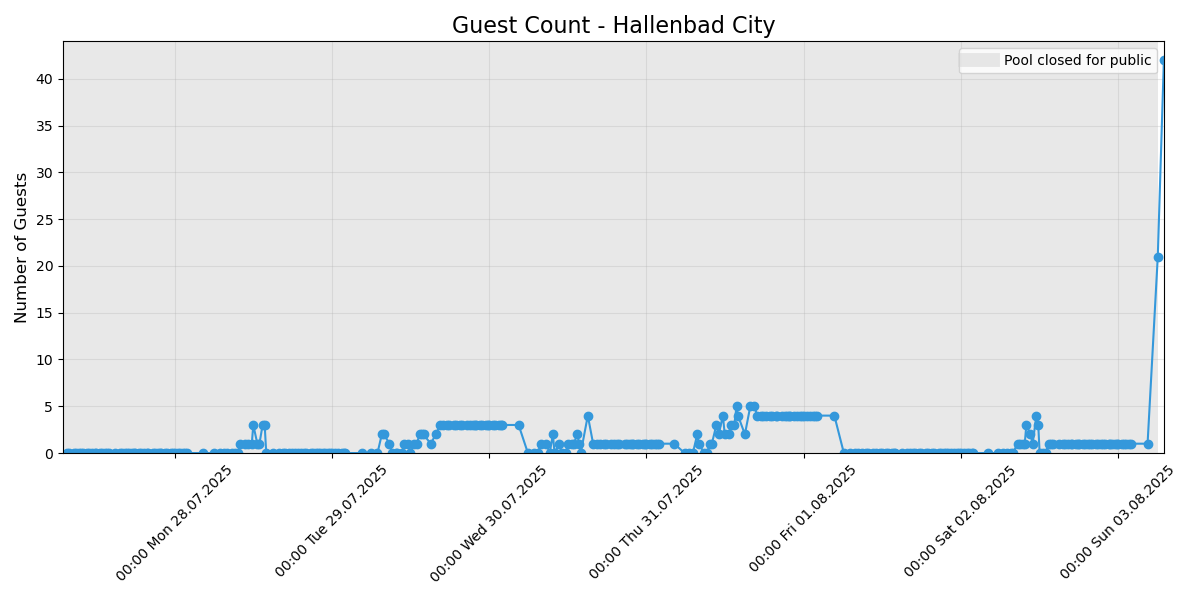 Guest Count - Hallenbad City
Pool closed for public
Number of Guests
40
35
30
25
20
15
10
5
0
00:00 Mon 28.07.2025
00:00 Tue 29.07.2025
00:00 Wed 30.07.2025
00:00 Thu 31.07.2025
00:00 Fri 01.08.2025
00:00 Sat 02.08.2025
00:00 Sun 03.08.2025